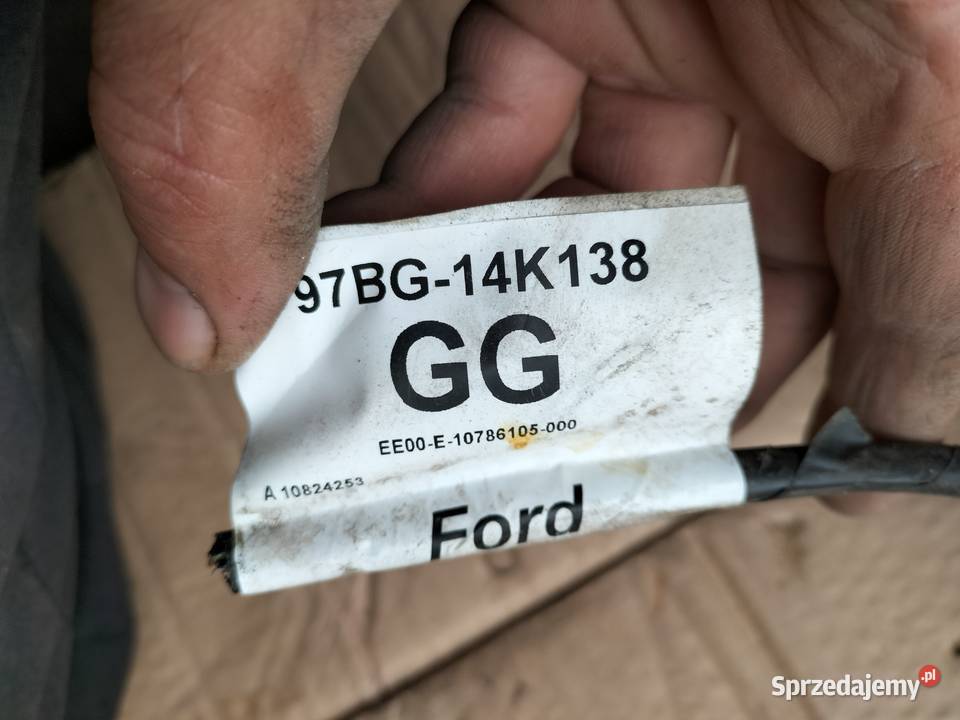 97BG-14K138
GG
EE00-E-10786105-000
A 10824253
Ford
Sprzedajemy.pl